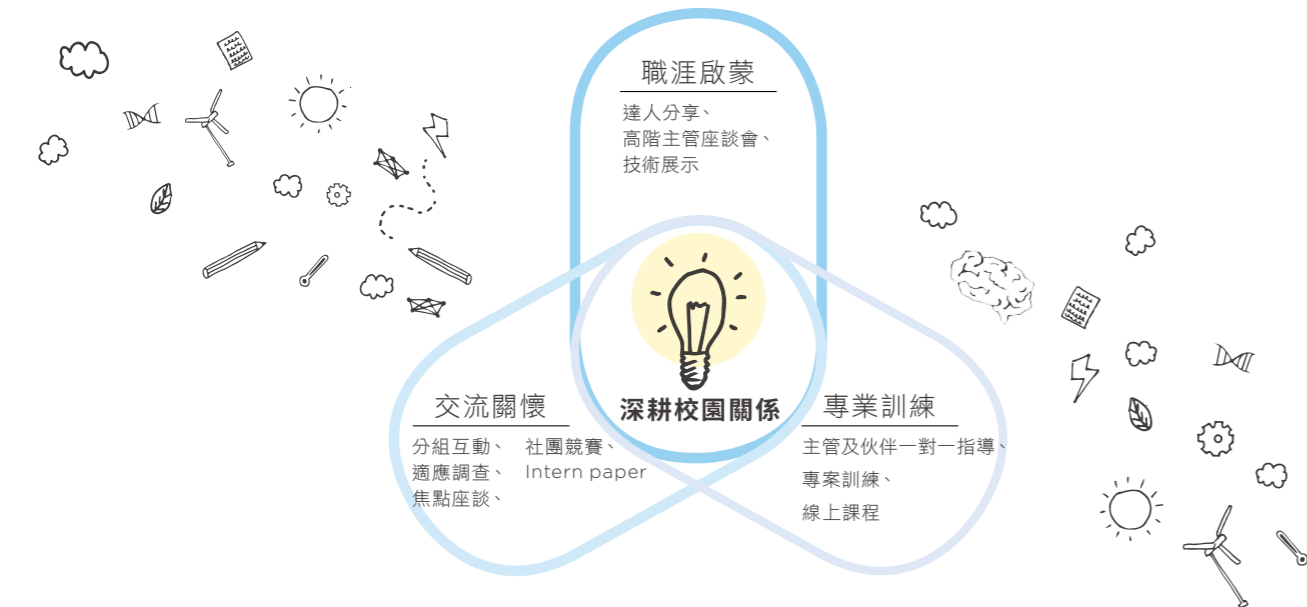 職涯啟蒙
達人分享、
高階主管座談會、
技術展示
深耕校園關係
交流關懷
分組互動、 社團競賽、
適應調查、 Intern paper
焦點座談、
專業訓練
主管及伙伴一對一指導、
專案訓練、
線上課程